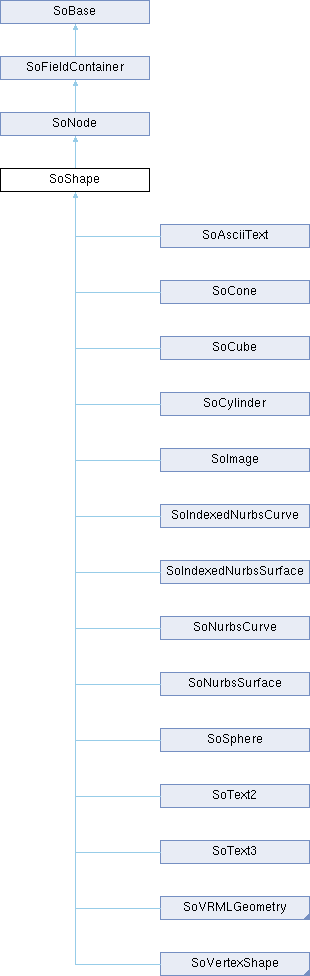 SoBase
SoFieldContainer
SoNode
SoShape
SoAsciiText
SoCone
SoCube
SoCylinder
SoImage
SoIndexedNurbsCurve
SoIndexedNurbsSurface
SoNurbsCurve
SoNurbsSurface
SoSphere
SoText2
SoText3
SoVRMLGeometry
SoVertexShape